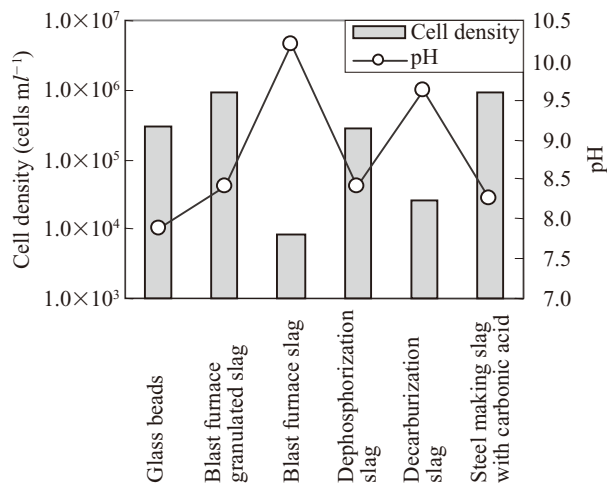 1.0×10⁷
1.0×10⁶
1.0×10⁵
1.0×10⁴
1.0×10³
Cell density (cells ml⁻¹)
Cell density
pH
10.5
10.0
9.5
9.0
8.5
8.0
7.5
7.0
pH
Glass beads
Blast furnace
granulated slag
Blast furnace slag
Dephosphorization
slag
Decarburization
slag
Steel making slag
with carbonic acid